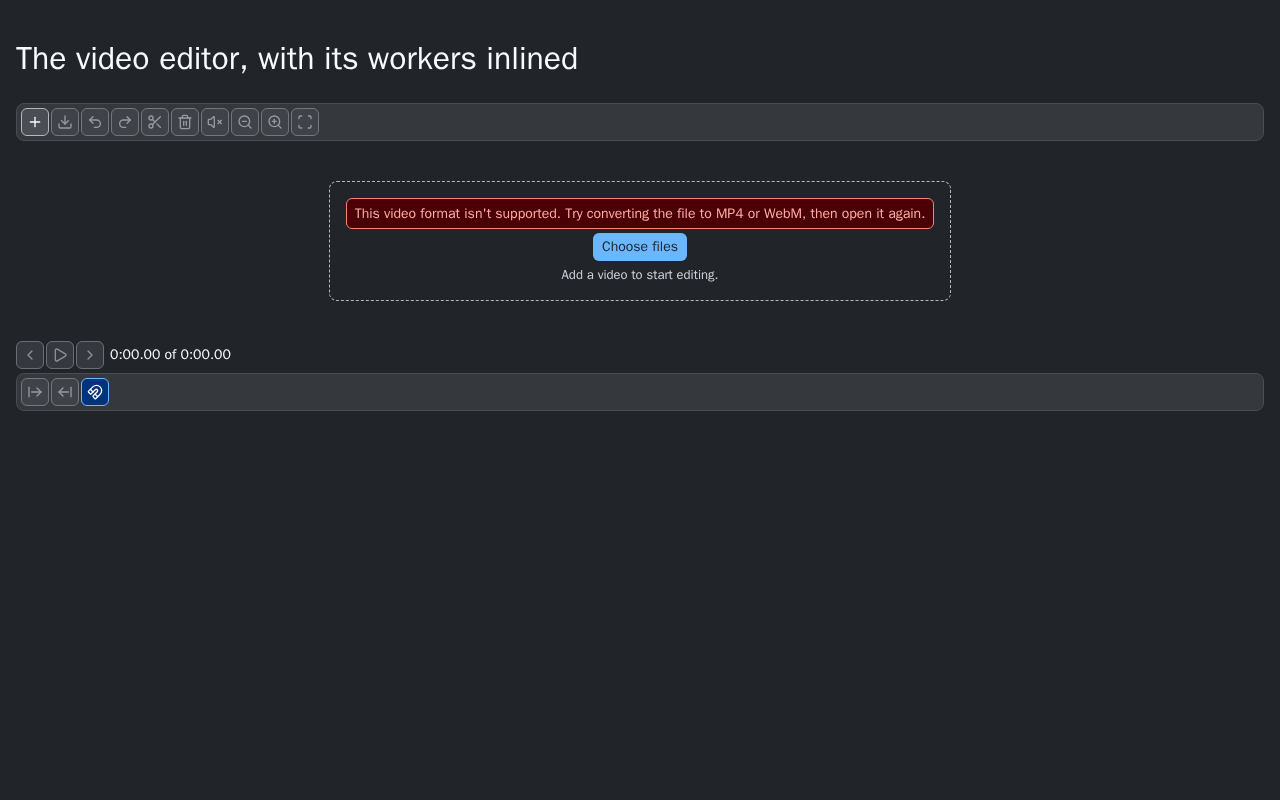 The video editor, with its workers inlined
This video format isn't supported. Try converting the file to MP4 or WebM, then open it again.
Choose files
Add a video to start editing.
0:00.00 of 0:00.00